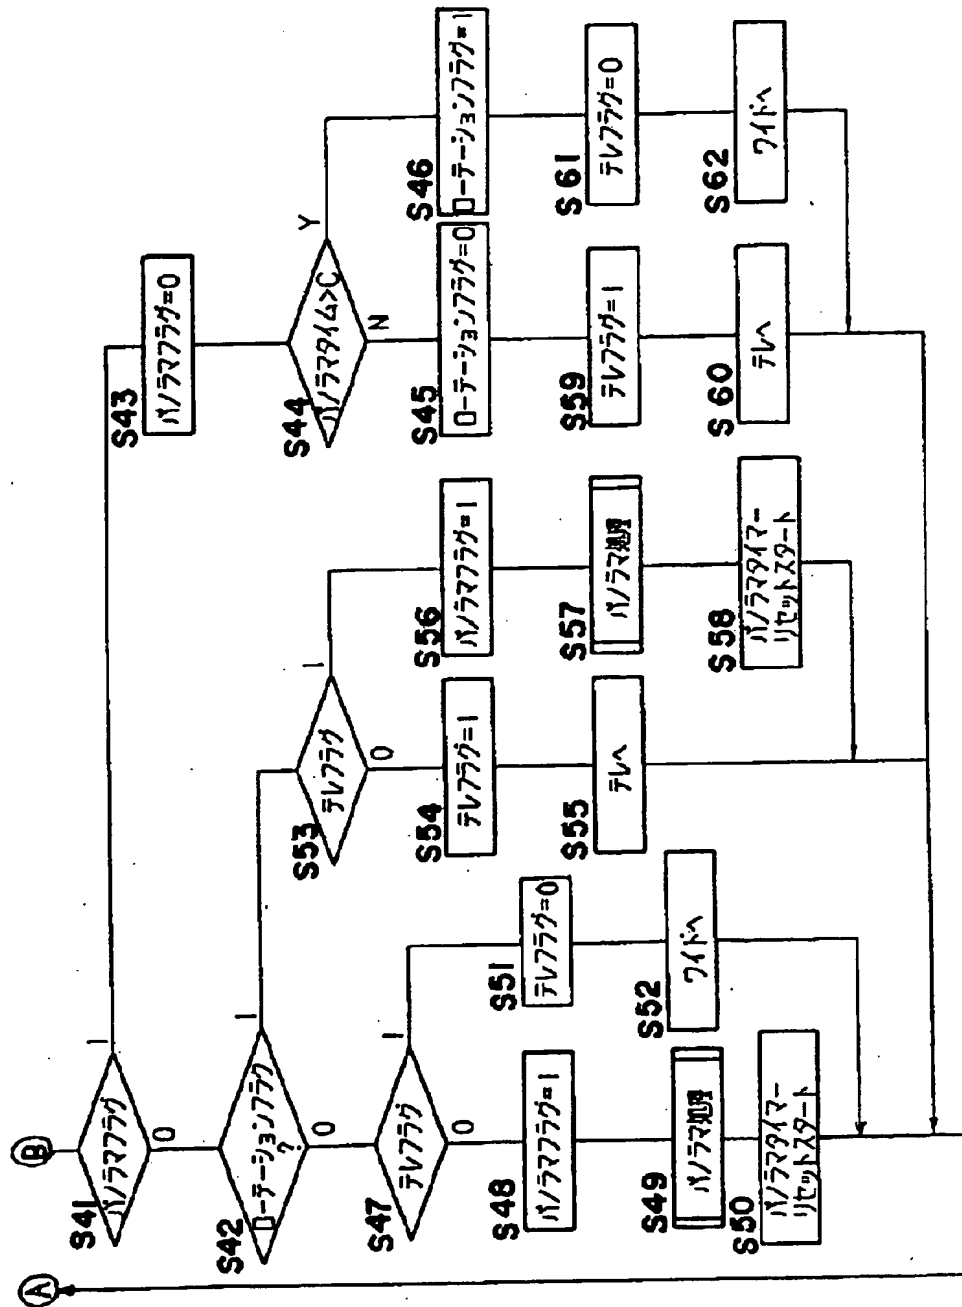 A
B
S41
パノラマフラグ
1
0
S42
ローテーションフラグ
?
1
0
S47
テレフラグ
1
0
S48
パノラマフラグ=1
S49
パノラマ処理
S50
パノラマタイマー
リセットスタート
S51
テレフラグ=0
S52
ワイドへ
S53
テレフラグ
1
0
S54
テレフラグ=1
S55
テレへ
S56
パノラマフラグ=1
S57
パノラマ処理
S58
パノラマタイマー
リセットスタート
S43
パノラマフラグ=0
S44
パノラマタイム>C
Y
N
S45
ローテーションフラグ=0
S59
テレフラグ=1
S60
テレへ
S46
ローテーションフラグ=1
S61
テレフラグ=0
S62
ワイドへ